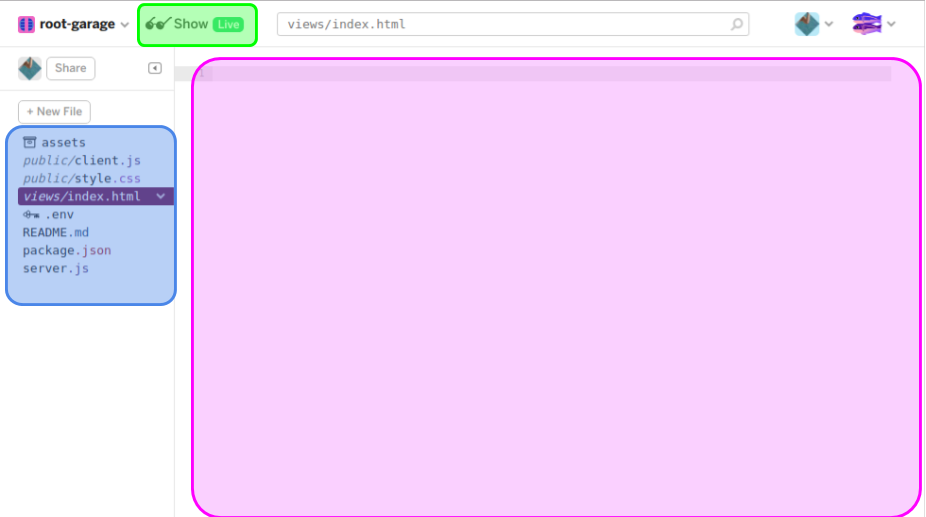 root-garage Show Live views/index.html
Share
1
+ New File
assets
public/client.js
public/style.css
views/index.html
.env
README.md
package.json
server.js